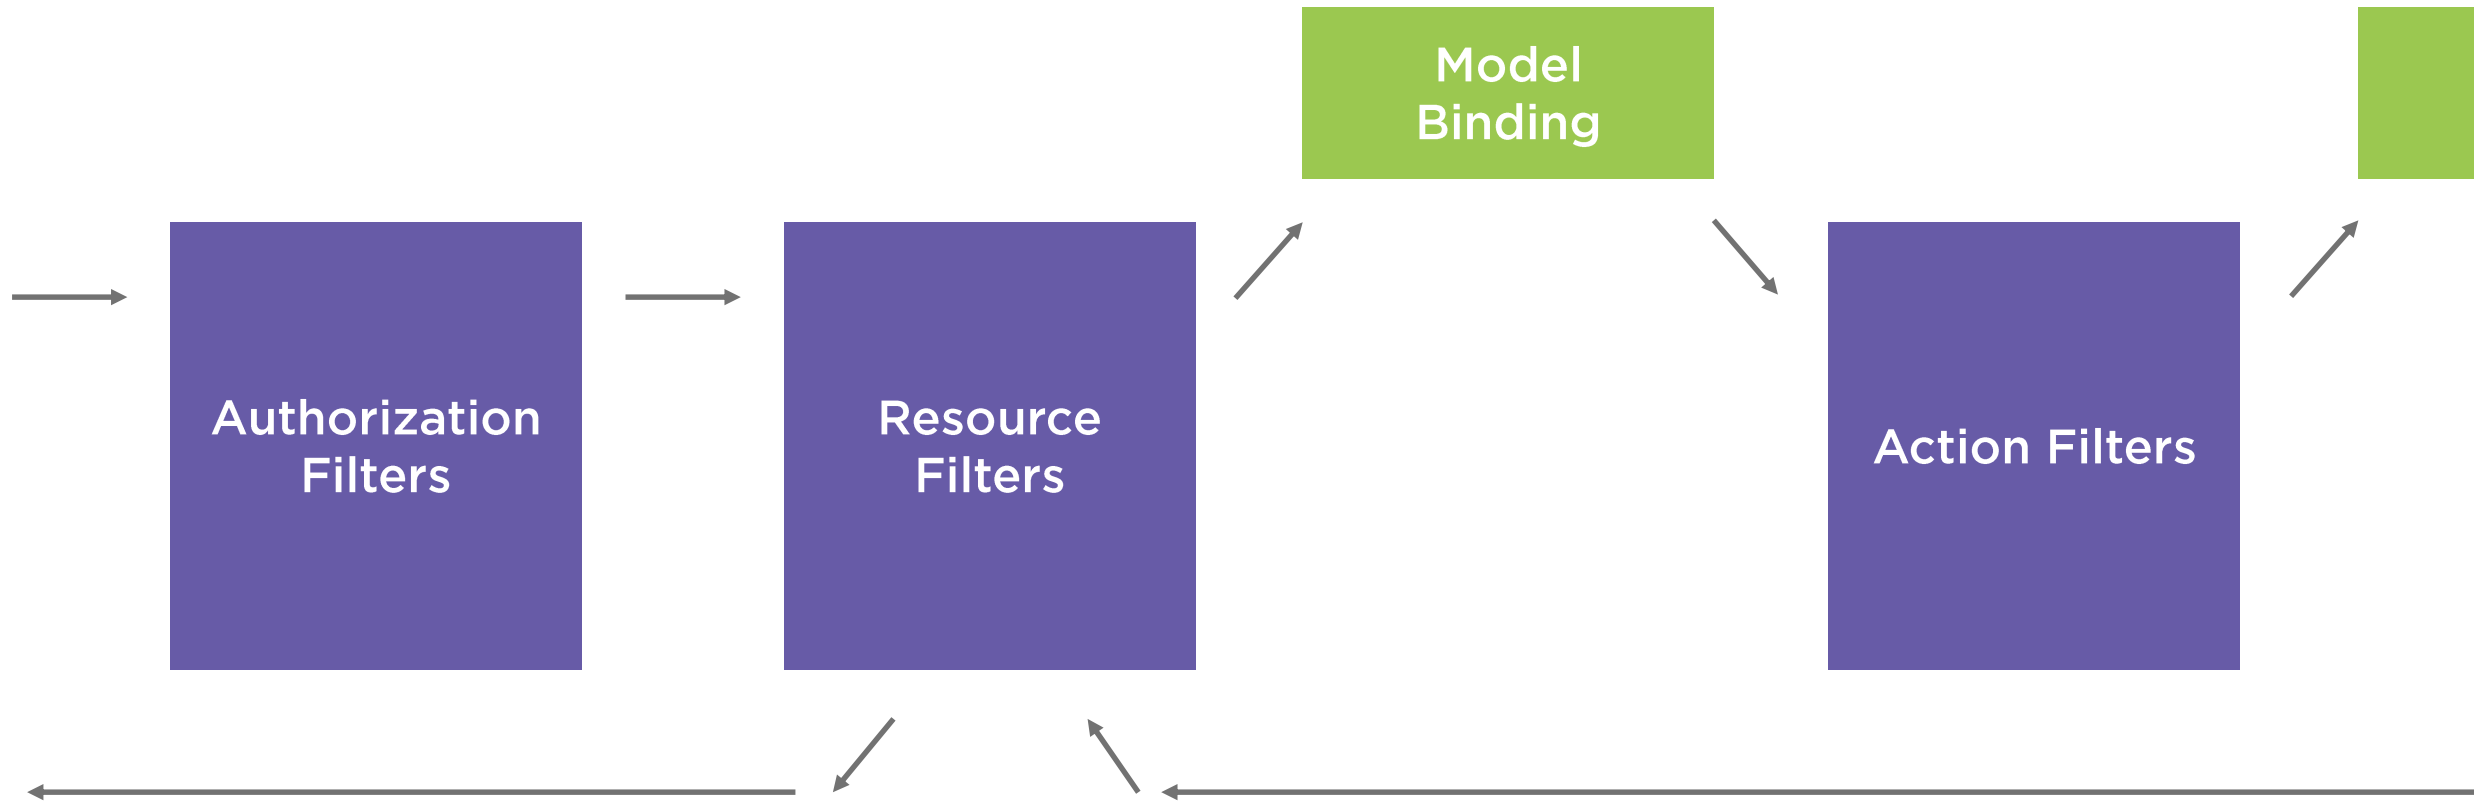 Model
Binding
Authorization
Filters
Resource
Filters
Action Filters